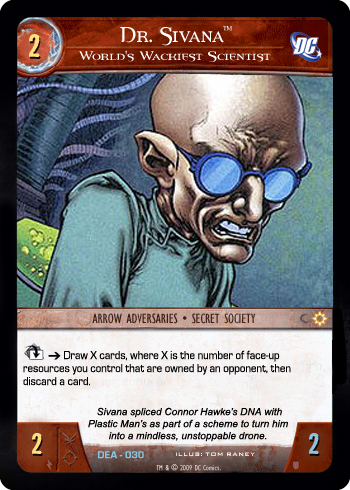 2
DR. SIVANA™
WORLD'S WACKIEST SCIENTIST
DC
ARROW ADVERSARIES • SECRET SOCIETY
→ Draw X cards, where X is the number of face-up
resources you control that are owned by an opponent, then
discard a card.
Sivana spliced Connor Hawke's DNA with
Plastic Man's as part of a scheme to turn him
into a mindless, unstoppable drone.
2
DEA - 030 ILLUS: TOM RANEY
2
TM & © 2009 DC Comics.